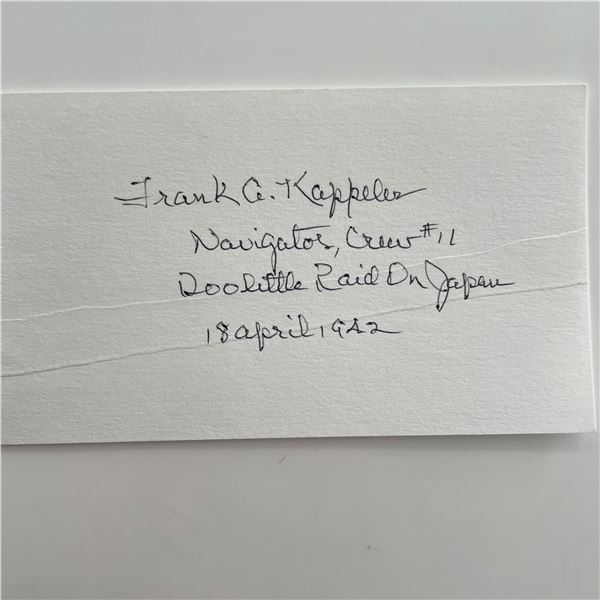 Frank A. Kappeler
Navigator, Crew #11
Doolittle Raid On Japan
18 april 1942